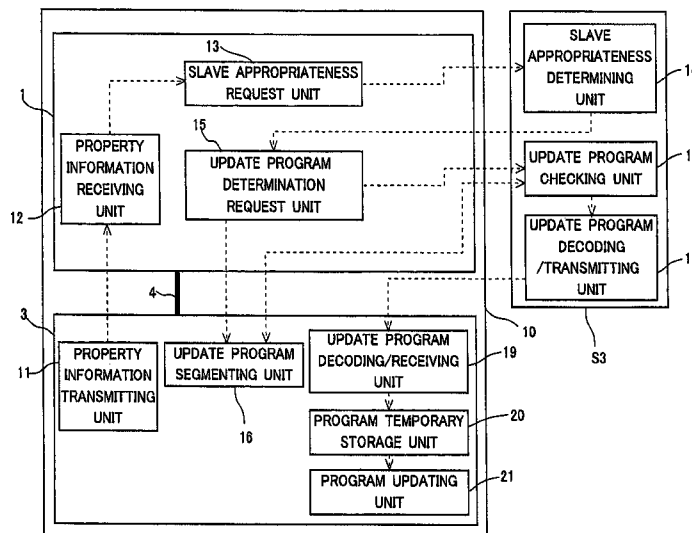 13
SLAVE APPROPRIATENESS
REQUEST UNIT
SLAVE
APPROPRIATENESS
DETERMINING
UNIT
1
15
PROPERTY
INFORMATION
RECEIVING
UNIT
12
UPDATE PROGRAM
DETERMINATION
REQUEST UNIT
UPDATE PROGRAM
CHECKING UNIT
UPDATE PROGRAM
DECODING
/TRANSMITTING
UNIT
4
10
S3
3
PROPERTY
INFORMATION
TRANSMITTING
UNIT
11
UPDATE PROGRAM
SEGMENTING UNIT
16
UPDATE PROGRAM
DECODING/RECEIVING
UNIT
19
PROGRAM TEMPORARY
STORAGE UNIT
20
PROGRAM UPDATING
UNIT
21